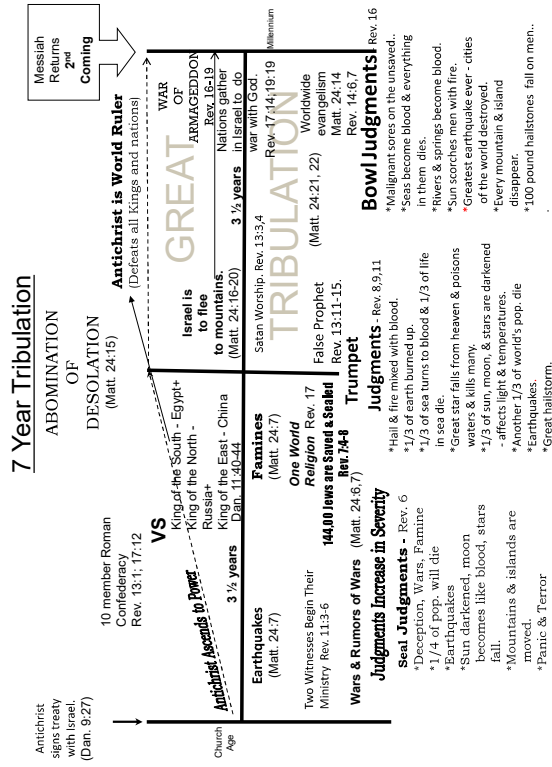 7 Year Tribulation
Antichrist
signs treaty
with Israel.
(Dan. 9:27)
10 member Roman
Confederacy
Rev. 13:1; 17:12
VS
King of the South - Egypt+
King of the North -
Russia+
King of the East - China
Dan. 11:40-44
Antichrist Ascends to Power
ABOMINATION
OF
DESOLATION
(Matt. 24:15)
Antichrist is World Ruler
(Defeats all Kings and nations)
Messiah
Returns
2nd
Coming
Church
Age
3 ½ years
Israel is
to flee
to mountains.
(Matt. 24:16-20)
GREAT
3 ½ years
WAR
OF
ARMAGEDDON
Rev. 16-19
Nations gather
in Israel to do
war with God.
Rev. 17:14;19:19
Millennium
Earthquakes
(Matt. 24:7)
Famines
(Matt. 24:7)
Two Witnesses Begin Their
Ministry Rev. 11:3-6
One World
Religion Rev. 17
144,00 Jews are Saved & Sealed
Rev. 7:4-8
Wars & Rumors of Wars (Matt. 24:6,7)
Satan Worship. Rev. 13:3,4
TRIBULATION
(Matt. 24:21, 22)
False Prophet
Rev. 13:11-15.
Worldwide
evangelism
Matt. 24:14
Rev. 14:6,7
Judgments Increase in Severity
Seal Judgments - Rev. 6
*Deception, Wars, Famine
*1/4 of pop. will die
*Earthquakes
*Sun darkened, moon
becomes like blood, stars
fall.
*Mountains & islands are
moved.
*Panic & Terror
Trumpet
Judgments - Rev. 8,9,11
*Hail & fire mixed with blood.
*1/3 of earth burned up.
*1/3 of sea turns to blood & 1/3 of life
in sea die.
*Great star falls from heaven & poisons
waters & kills many.
*1/3 of sun, moon, & stars are darkened
- affects light & temperatures.
*Another 1/3 of world's pop. die
*Earthquakes.
*Great hailstorm.
Bowl Judgments Rev. 16
*Malignant sores on the unsaved..
*Seas become blood & everything
in them dies.
*Rivers & springs become blood.
*Sun scorches men with fire.
*Greatest earthquake ever - cities
of the world destroyed.
*Every mountain & island
disappear.
*100 pound hailstones fall on men..
.